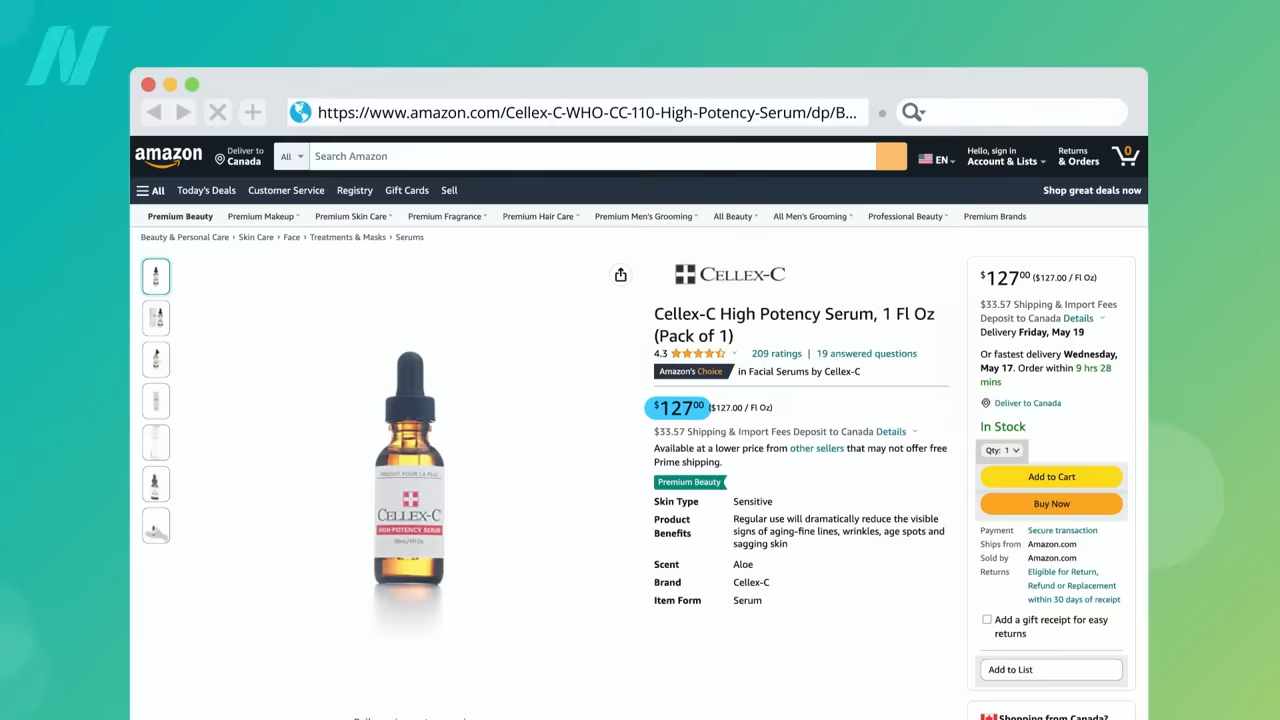 https://www.amazon.com/Cellex-C-WHO-CC-110-High-Potency-Serum/dp/B...
amazon
Deliver to
Canada
All
Search Amazon
EN
Hello, sign in
Account & Lists
Returns
& Orders
0
All
Today's Deals
Customer Service
Registry
Gift Cards
Sell
Shop great deals now
Premium Beauty
Premium Makeup
Premium Skin Care
Premium Fragrance
Premium Hair Care
Premium Men's Grooming
All Beauty
All Men's Grooming
Professional Beauty
Premium Brands
Beauty & Personal Care › Skin Care › Face › Treatments & Masks › Serums
PRODUIT POUR LA PEAU
CELLEX-C
HIGH POTENCY SERUM
30ml/1Fl.Oz.
CELLEX-C
Cellex-C High Potency Serum, 1 Fl Oz
(Pack of 1)
4.3
209 ratings | 19 answered questions
Amazon's Choice in Facial Serums by Cellex-C
$127⁰⁰ ($127.00 / Fl Oz)
$33.57 Shipping & Import Fees Deposit to Canada Details
Available at a lower price from other sellers that may not offer free
Prime shipping.
Premium Beauty
Skin Type Sensitive
Product Benefits Regular use will dramatically reduce the visible
signs of aging-fine lines, wrinkles, age spots and
sagging skin
Scent Aloe
Brand Cellex-C
Item Form Serum
$127⁰⁰ ($127.00 / Fl Oz)
$33.57 Shipping & Import Fees
Deposit to Canada Details
Delivery Friday, May 19
Or fastest delivery Wednesday,
May 17. Order within 9 hrs 28
mins
Deliver to Canada
In Stock
Qty: 1
Add to Cart
Buy Now
Payment Secure transaction
Ships from Amazon.com
Sold by Amazon.com
Returns Eligible for Return,
Refund or Replacement
within 30 days of receipt
Add a gift receipt for easy
returns
Add to List
Shopping from Canada?